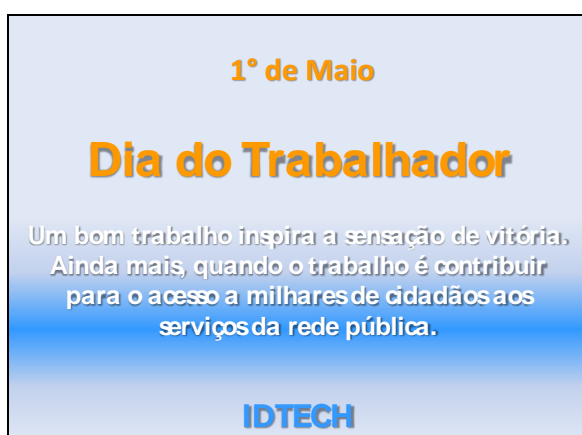 1° de Maio
Dia do Trabalhador
Um bom trabalho inspira a sensação de vitória.
Ainda mais, quando o trabalho é contribuir
para o acesso a milhares de cidadãos aos
serviços da rede pública.
IDTECH